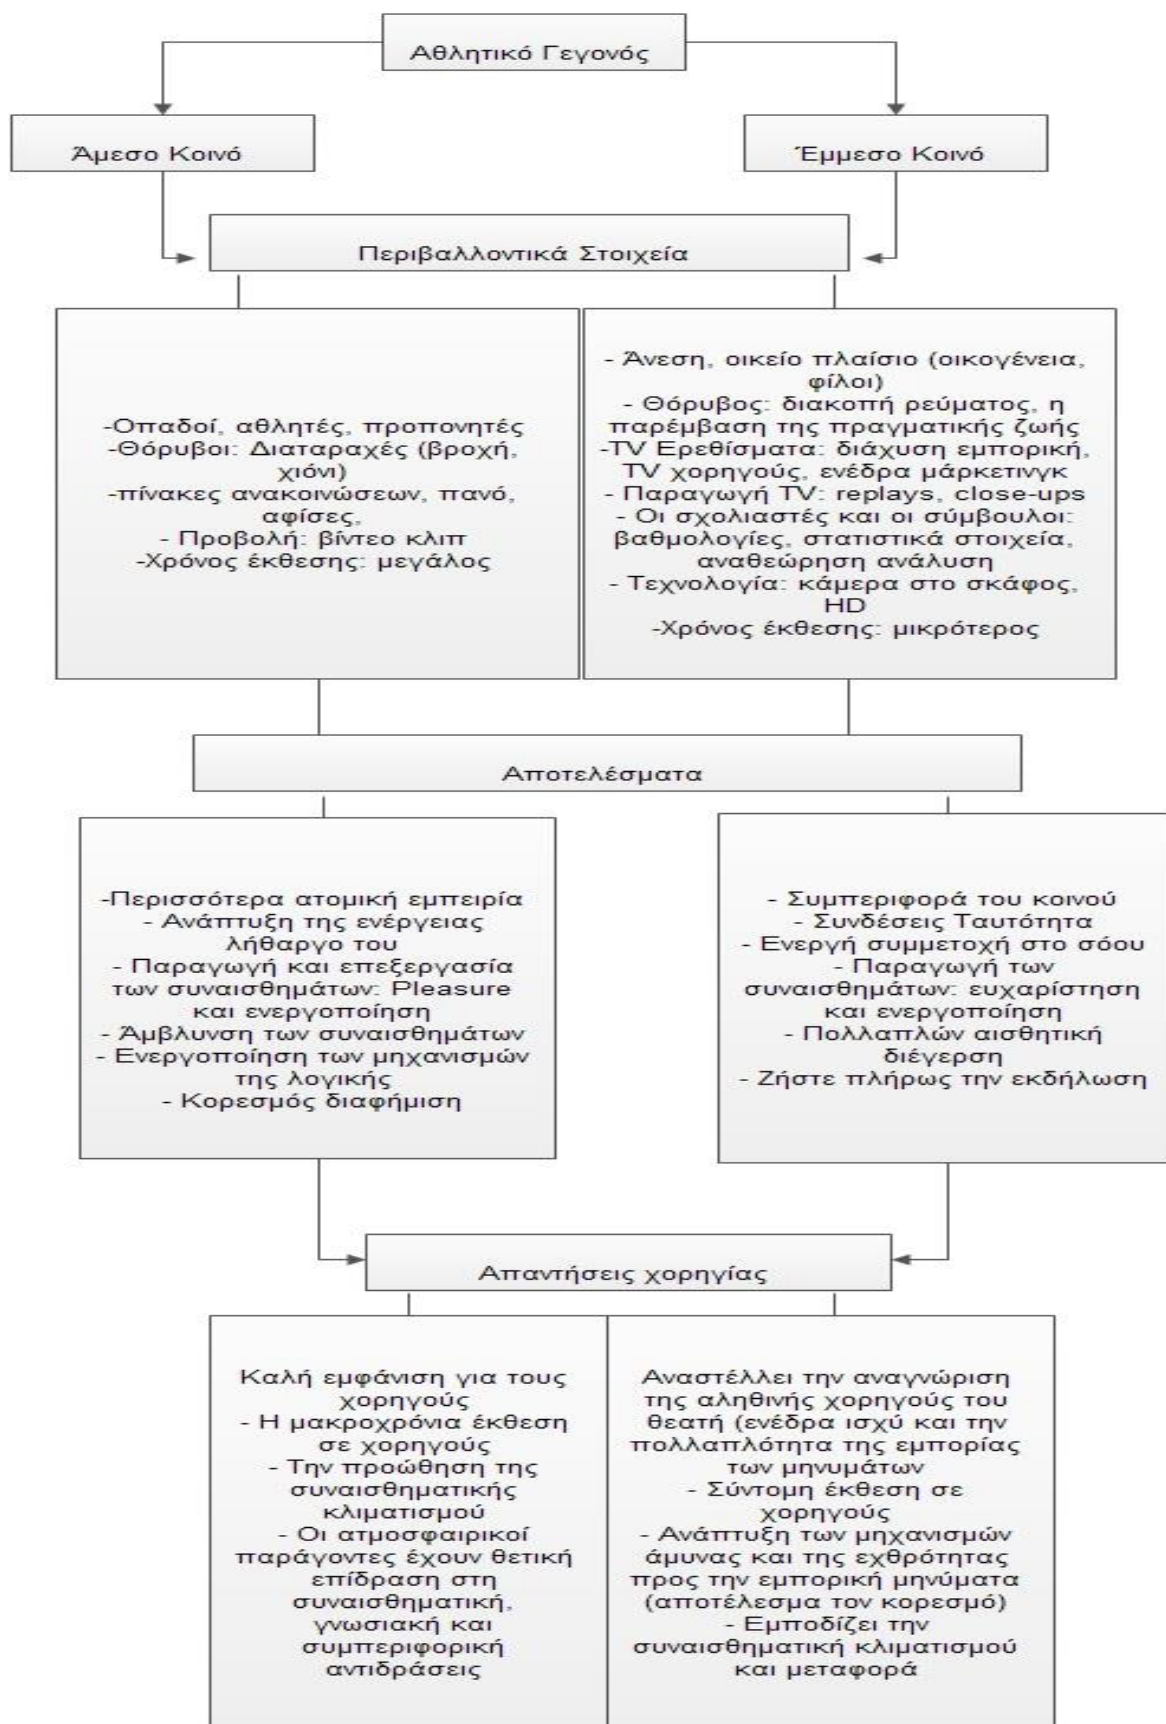 Αθλητικό Γεγονός
Άμεσο Κοινό
Έμμεσο Κοινό
Περιβαλλοντικά Στοιχεία
-Οπαδοί, αθλητές, προπονητές
-Θόρυβοι: Διαταραχές (βροχή,
χιόνι)
-πίνακες ανακοινώσεων, πανό,
αφίσες,
- Προβολή: βίντεο κλιπ
-Χρόνος έκθεσης: μεγάλος
- Άνεση, οικείο πλαίσιο (οικογένεια,
φίλοι)
- Θόρυβος: διακοπή ρεύματος, η
παρέμβαση της πραγματικής ζωής
-TV Ερεθίσματα: διάχυση εμπορική,
TV χορηγούς, ενέδρα μάρκετινγκ
- Παραγωγή TV: replays, close-ups
- Οι σχολιαστές και οι σύμβουλοι:
βαθμολογίες, στατιστικά στοιχεία,
αναθεώρηση ανάλυση
- Τεχνολογία: κάμερα στο σκάφος,
HD
-Χρόνος έκθεσης: μικρότερος
Αποτελέσματα
-Περισσότερα ατομική εμπειρία
- Ανάπτυξη της ενέργειας
λήθαργο του
- Παραγωγή και επεξεργασία
των συναισθημάτων: Pleasure
και ενεργοποίηση
- Άμβλυνση των συναισθημάτων
- Ενεργοποίηση των μηχανισμών
της λογικής
- Κορεσμός διαφήμιση
- Συμπεριφορά του κοινού
- Συνδέσεις Ταυτότητα
- Ενεργή συμμετοχή στο σόου
- Παραγωγή των
συναισθημάτων: ευχαρίστηση
και ενεργοποίηση
- Πολλαπλών αισθητική
διέγερση
- Ζήστε πλήρως την εκδήλωση
Απαντήσεις χορηγίας
Καλή εμφάνιση για τους
χορηγούς
- Η μακροχρόνια έκθεση
σε χορηγούς
- Την προώθηση της
συναισθηματικής
κλιματισμού
- Οι ατμοσφαιρικοί
παράγοντες έχουν θετική
επίδραση στη
συναισθηματική,
γνωσιακή και
συμπεριφορική
αντιδράσεις
Αναστέλλει την αναγνώριση
της αληθινής χορηγούς του
θεατή (ενέδρα ισχύ και την
πολλαπλότητα της εμπορίας
των μηνυμάτων
- Σύντομη έκθεση σε
χορηγούς
- Ανάπτυξη των μηχανισμών
άμυνας και της εχθρότητας
προς την εμπορική μηνύματα
(αποτέλεσμα τον κορεσμό)
- Εμποδίζει την
συναισθηματική κλιματισμού
και μεταφορά